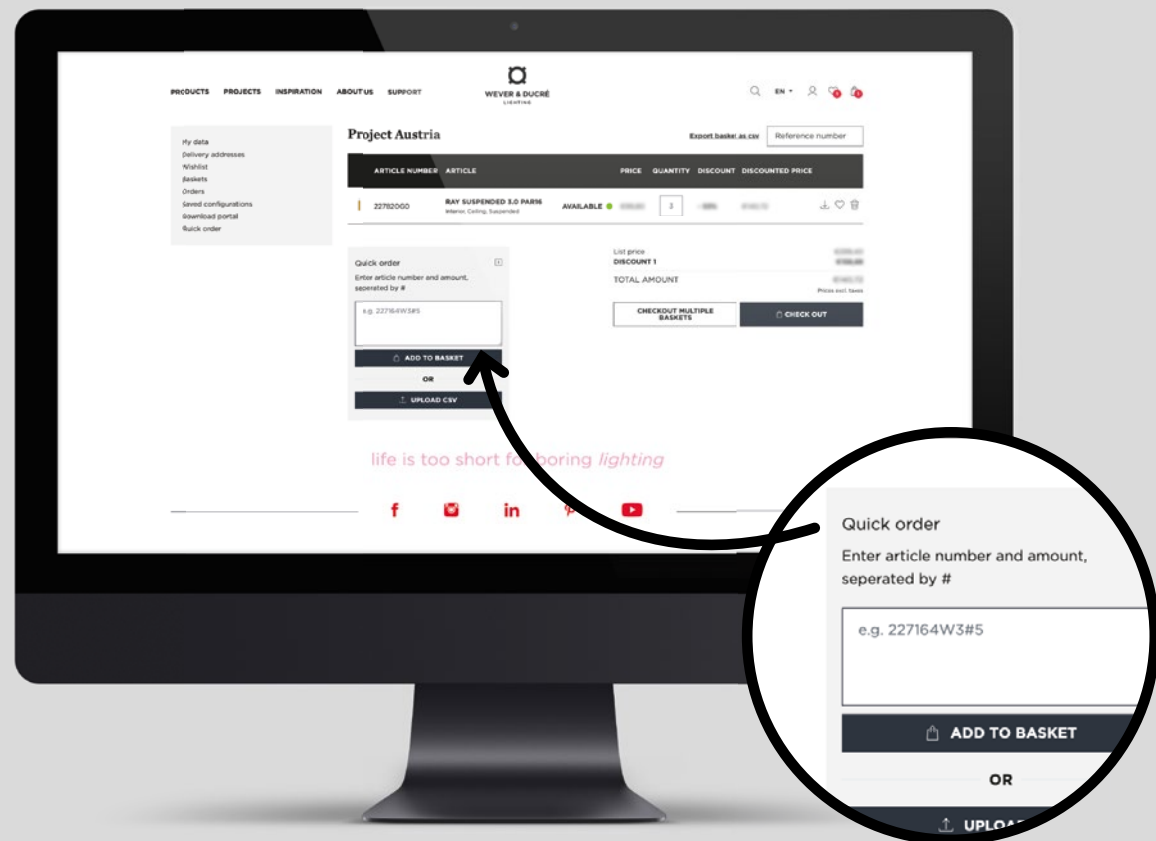 PRODUCTS PROJECTS INSPIRATION ABOUT US SUPPORT
WEVER & DUCRÉ
LIGHTING
EN
My data
Delivery addresses
Wishlist
Baskets
Orders
Saved configurations
Download portal
Quick order
Project Austria
Export basket as csv
Reference number
ARTICLE NUMBER ARTICLE PRICE QUANTITY DISCOUNT DISCOUNTED PRICE
227820G0 RAY SUSPENDED 3.0 PAR16 AVAILABLE 3
Interior, Ceiling, Suspended
Quick order
Enter article number and amount,
seperated by #
e.g. 227164W3#5
ADD TO BASKET
OR
UPLOAD CSV
List price
DISCOUNT 1
TOTAL AMOUNT
Prices excl. taxes
CHECKOUT MULTIPLE
BASKETS
CHECK OUT
life is too short for boring lighting
f in
Quick order
Enter article number and amount,
seperated by #
e.g. 227164W3#5
ADD TO BASKET
OR